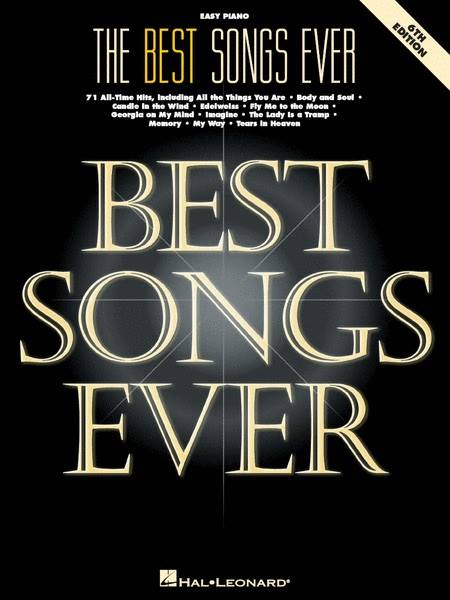 EASY PIANO
THE BEST SONGS EVER
6TH EDITION
71 All-Time Hits, Including All the Things You Are • Body and Soul •
Candle in the Wind • Edelweiss • Fly Me to the Moon •
Georgia on My Mind • Imagine • The Lady Is a Tramp •
Memory • My Way • Tears in Heaven
BEST
SONGS
EVER
HAL•LEONARD®